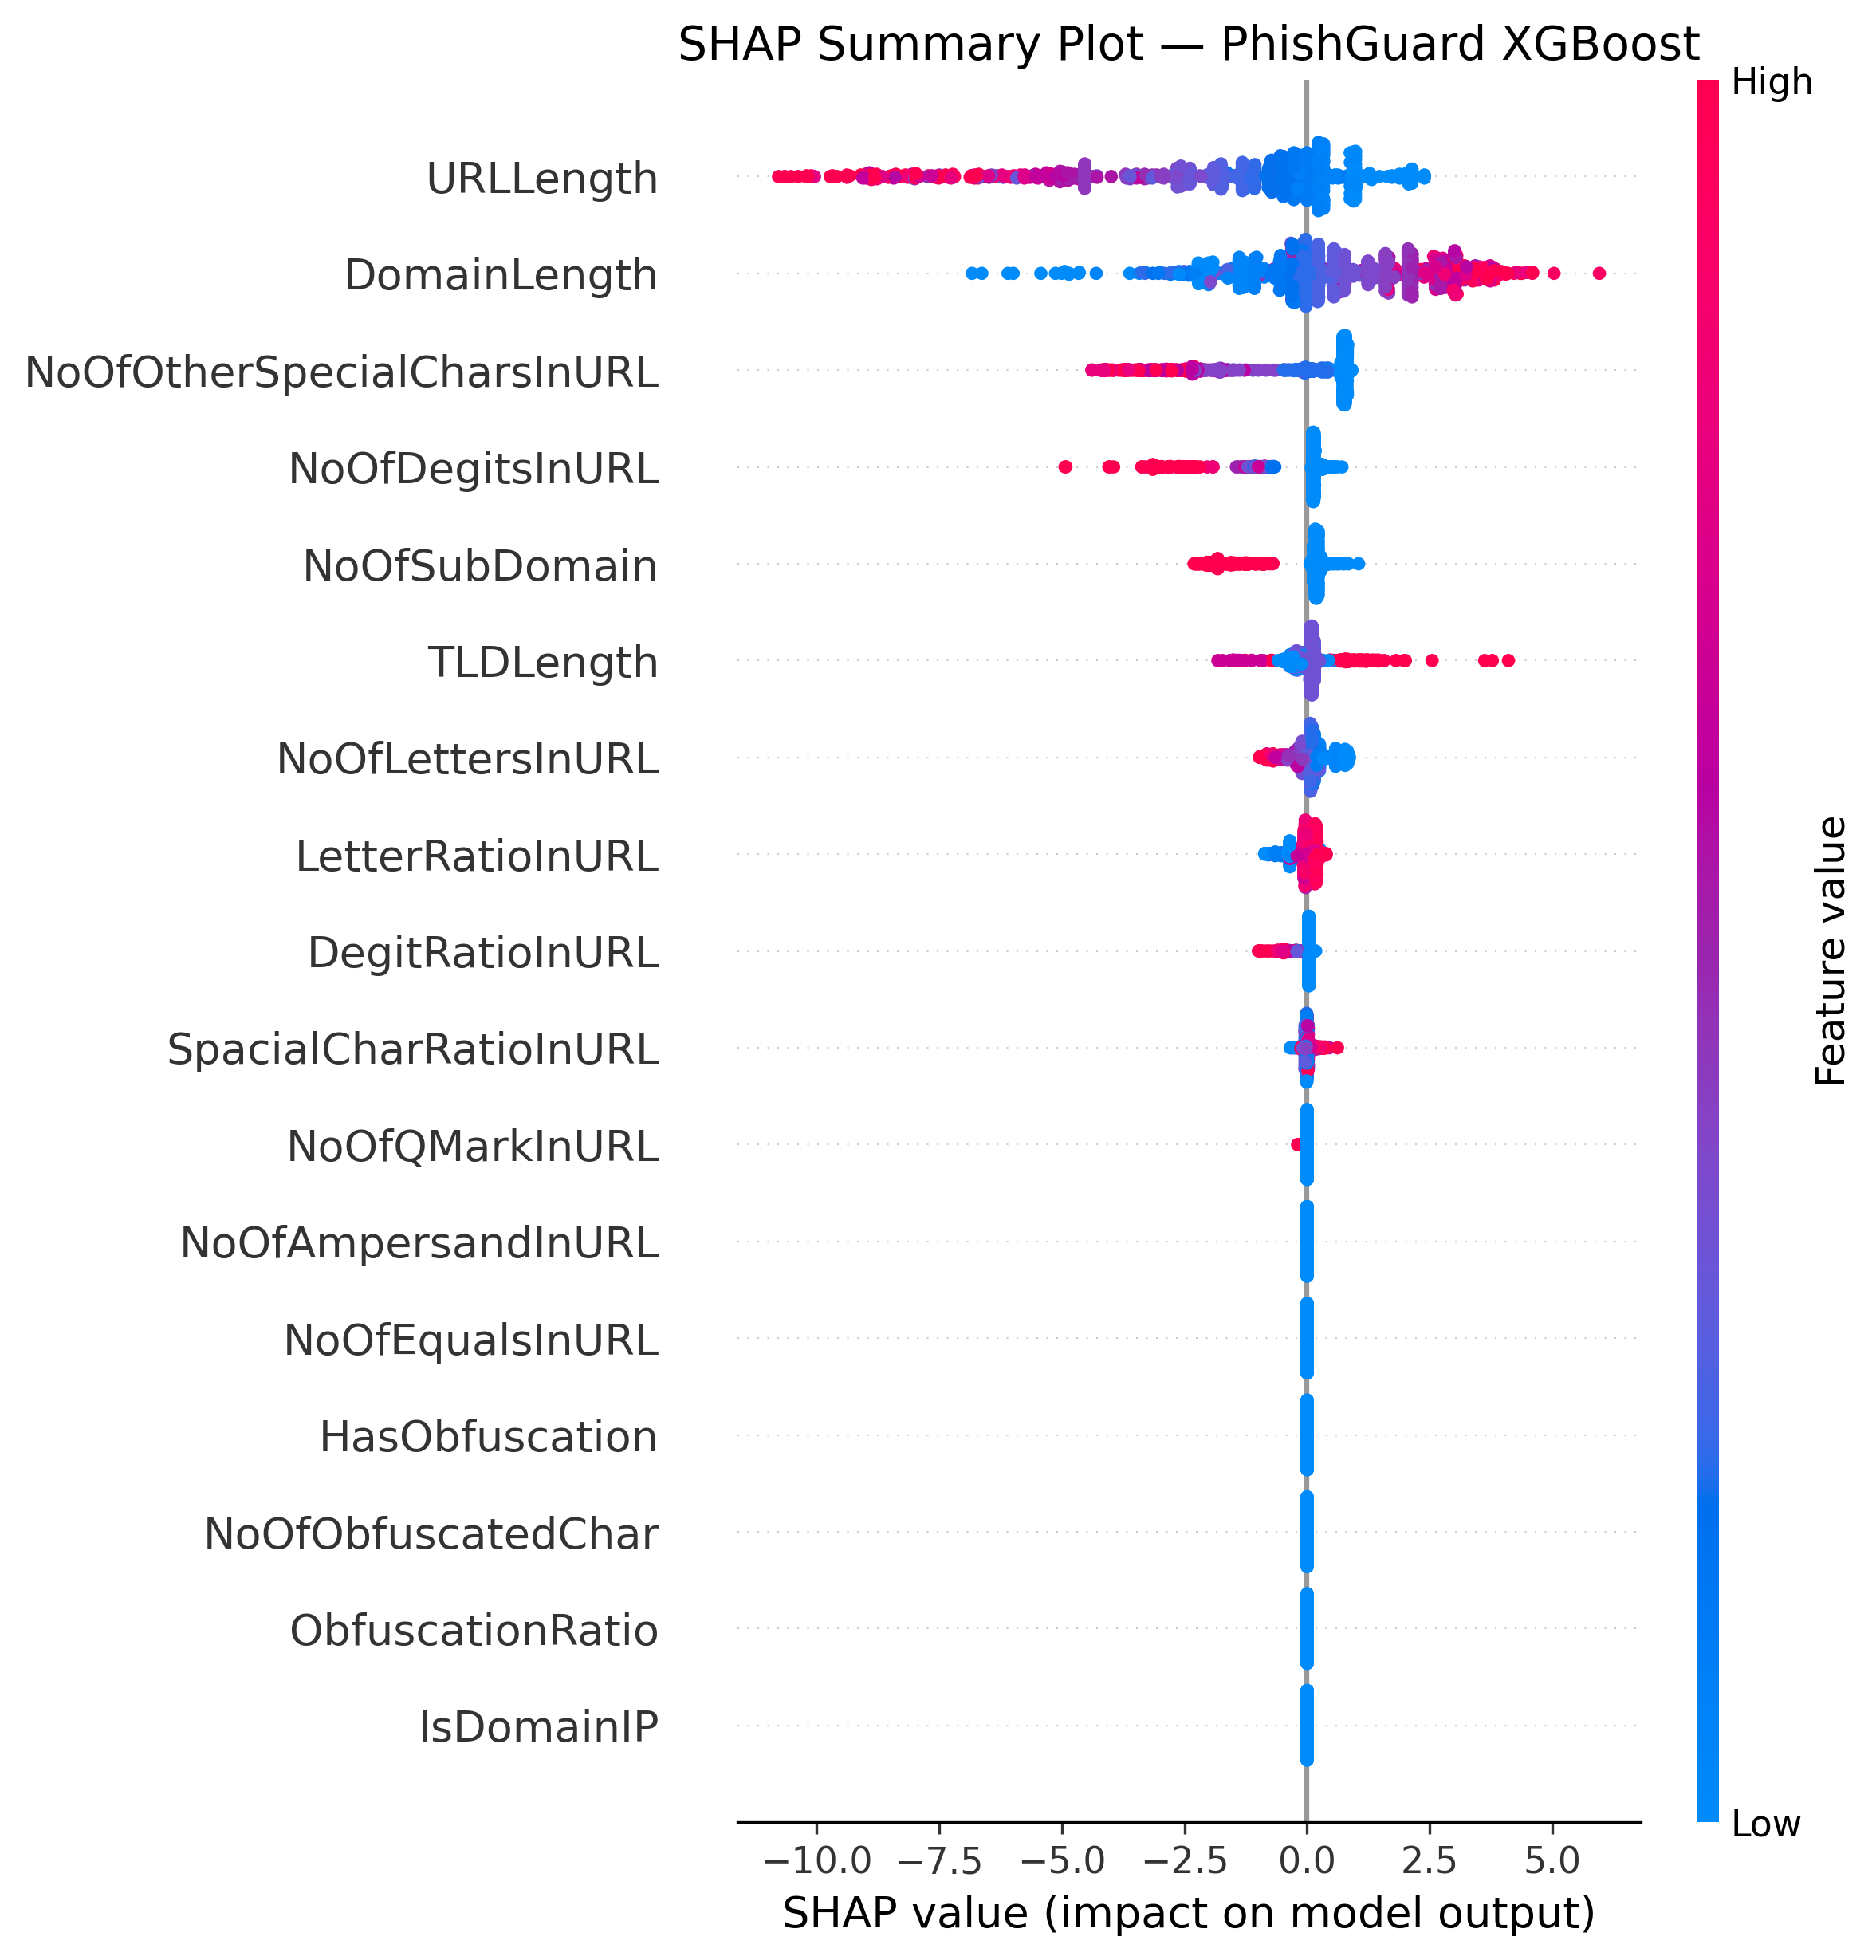 SHAP Summary Plot — PhishGuard XGBoost
High
URLLength
DomainLength
NoOfOtherSpecialCharsInURL
NoOfDegitsInURL
NoOfSubDomain
TLDLength
NoOfLettersInURL
LetterRatioInURL
DegitRatioInURL
SpacialCharRatioInURL
NoOfQMarkInURL
NoOfAmpersandInURL
NoOfEqualsInURL
HasObfuscation
NoOfObfuscatedChar
ObfuscationRatio
IsDomainIP
Feature value
Low
−10.0 −7.5 −5.0 −2.5 0.0 2.5 5.0
SHAP value (impact on model output)